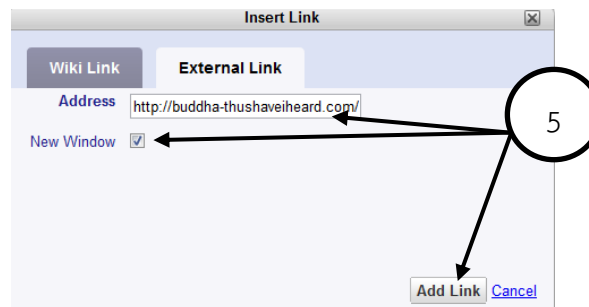 Insert Link
Wiki Link External Link
Address http://buddha-thushaveiheard.com/
New Window
5
Add Link Cancel